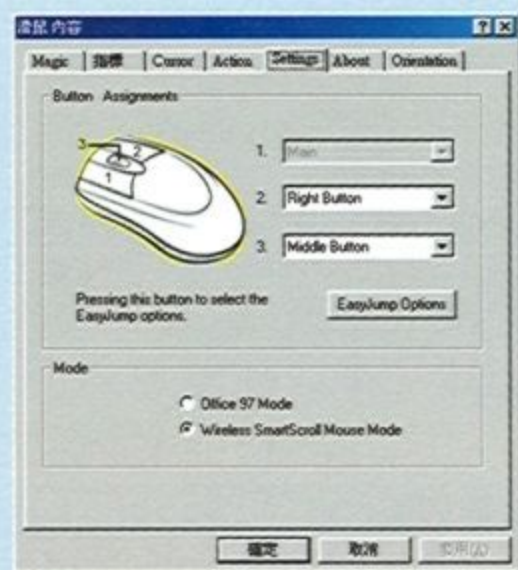 滑鼠 內容
Magic 指標 Cursor Action Settings About Orientation
Button Assignments
3
2
1
1. Main
2. Right Button
3. Middle Button
Pressing this button to select the
EasyJump options.
EasyJump Options
Mode
Office 97 Mode
Wireless SmartScroll Mouse Mode
確定 取消 套用(A)